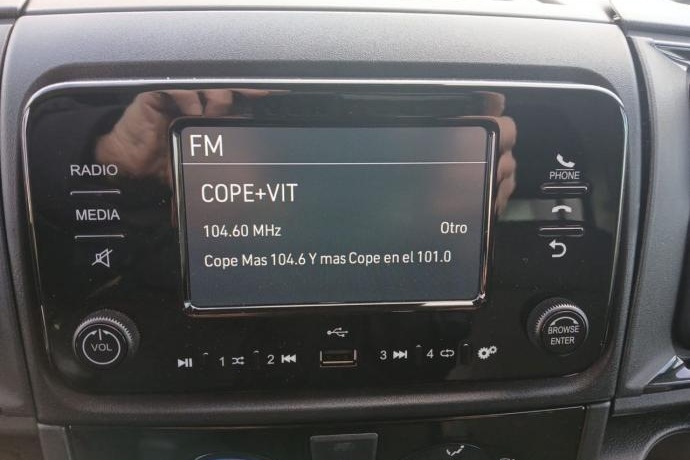 FM
RADIO
PHONE
COPE+VIT
MEDIA
104.60 MHz Otro
Cope Mas 104.6 Y mas Cope en el 101.0
VOL
BROWSE
ENTER
1 2 3 4